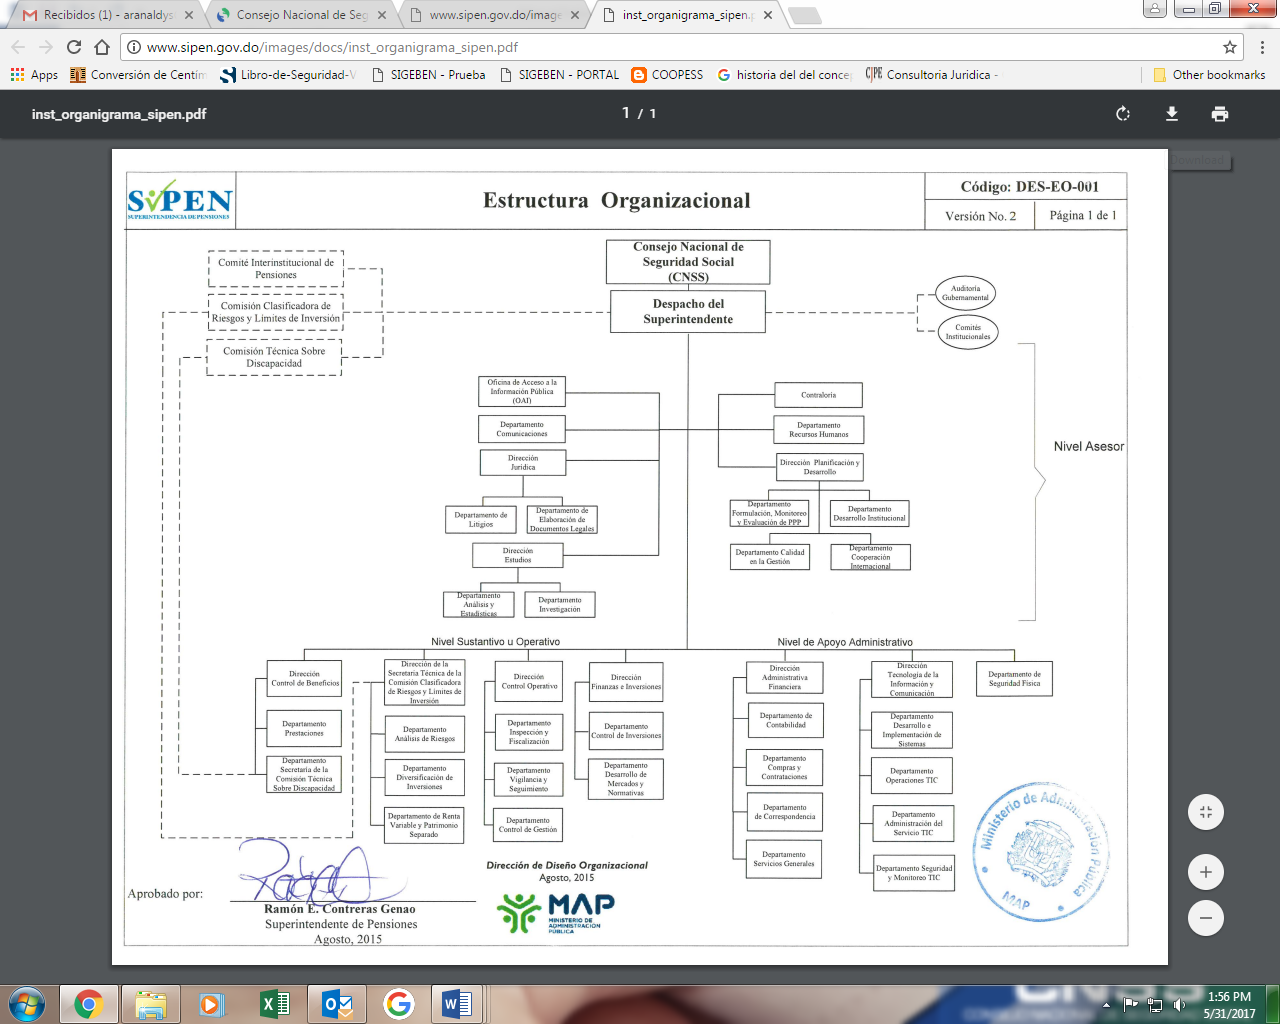 Recibidos (1) - aranaldys
Consejo Nacional de Seg
www.sipen.gov.do/image
inst_organigrama_sipen.p
www.sipen.gov.do/images/docs/inst_organigrama_sipen.pdf
Apps
Conversión de Centím
Libro-de-Seguridad-V
SIGEBEN - Prueba
SIGEBEN - PORTAL
COOPESS
historia del del conce
CJPE
Consultoria Juridica -
Other bookmarks
inst_organigrama_sipen.pdf
1 / 1
Download
SIPEN
SUPERINTENDENCIA DE PENSIONES
Estructura Organizacional
Código: DES-EO-001
Versión No. 2
Página 1 de 1
Consejo Nacional de
Seguridad Social
(CNSS)
Despacho del
Superintendente
Comité Interinstitucional de
Pensiones
Comisión Clasificadora de
Riesgos y Limites de Inversión
Comisión Técnica Sobre
Discapacidad
Auditoría
Gubernamental
Comités
Institucionales
Oficina de Acceso a la
Información Pública
(OAI)
Departamento
Comunicaciones
Dirección
Jurídica
Departamento de
Litigios
Departamento de
Elaboración de
Documentos Legales
Dirección
Estudios
Departamento
Análisis y
Estadísticas
Departamento
Investigación
Contraloría
Departamento
Recursos Humanos
Dirección Planificación y
Desarrollo
Departamento
Formulación, Monitoreo
y Evaluación de PPP
Departamento
Desarrollo Institucional
Departamento Calidad
en la Gestión
Departamento
Cooperación
Internacional
Nivel Asesor
Nivel Sustantivo u Operativo
Nivel de Apoyo Administrativo
Dirección
Control de Beneficios
Departamento
Prestaciones
Departamento
Secretaría de la
Comisión Técnica
Sobre Discapacidad
Dirección de la
Secretaria Técnica de la
Comisión Clasificadora
de Riesgos y Límites de
Inversión
Departamento
Análisis de Riesgos
Departamento
Diversificación de
Inversiones
Departamento de Renta
Variable y Patrimonio
Separado
Dirección
Control Operativo
Departamento
Inspección y
Fiscalización
Departamento
Vigilancia y
Seguimiento
Departamento
Control de Gestión
Dirección
Finanzas e Inversiones
Departamento
Control de Inversiones
Departamento
Desarrollo de
Mercados y
Normativas
Dirección
Administrativa
Financiera
Departamento de
Contabilidad
Departamento
Compras y
Contrataciones
Departamento
de Correspondencia
Departamento
Servicios Generales
Dirección
Tecnología de la
Información y
Comunicación
Departamento
Desarrollo e
Implementación de
Sistemas
Departamento
Operaciones TIC
Departamento
Administración del
Servicio TIC
Departamento Seguridad
y Monitoreo TIC
Departamento de
Seguridad Física
Aprobado por:
Ramón E. Contreras Genao
Superintendente de Pensiones
Agosto, 2015
Dirección de Diseño Organizacional
Agosto, 2015
MAP
MINISTERIO DE
ADMINISTRACIÓN
PÚBLICA
Ministerio de Administración Pública
MAP
1:56 PM
5/31/2017